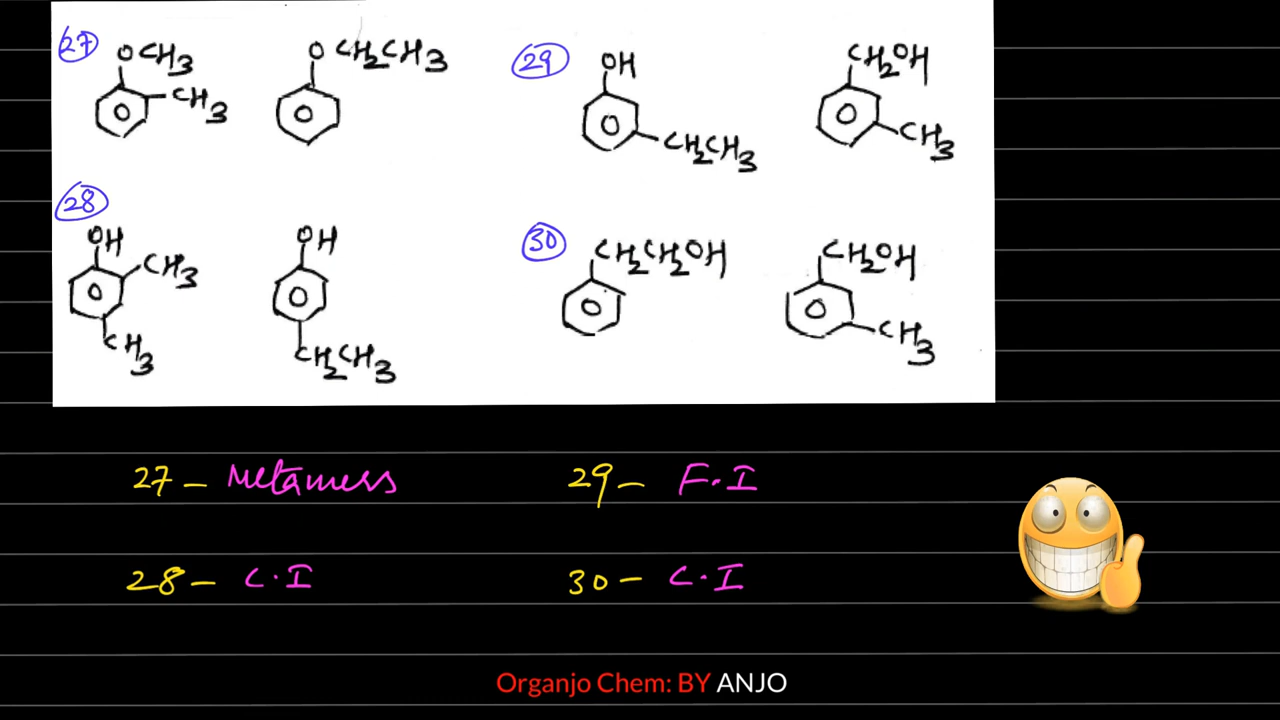 27
OCH3
CH3
OCH2CH3
28
OH
CH3
CH3
OH
CH2CH3
29
OH
CH2CH3
CH2OH
CH3
30
CH2CH2OH
CH2OH
CH3
27 - Metamers
29 - F.I
28 - C.I
30 - C.I
Organjo Chem: BY ANJO